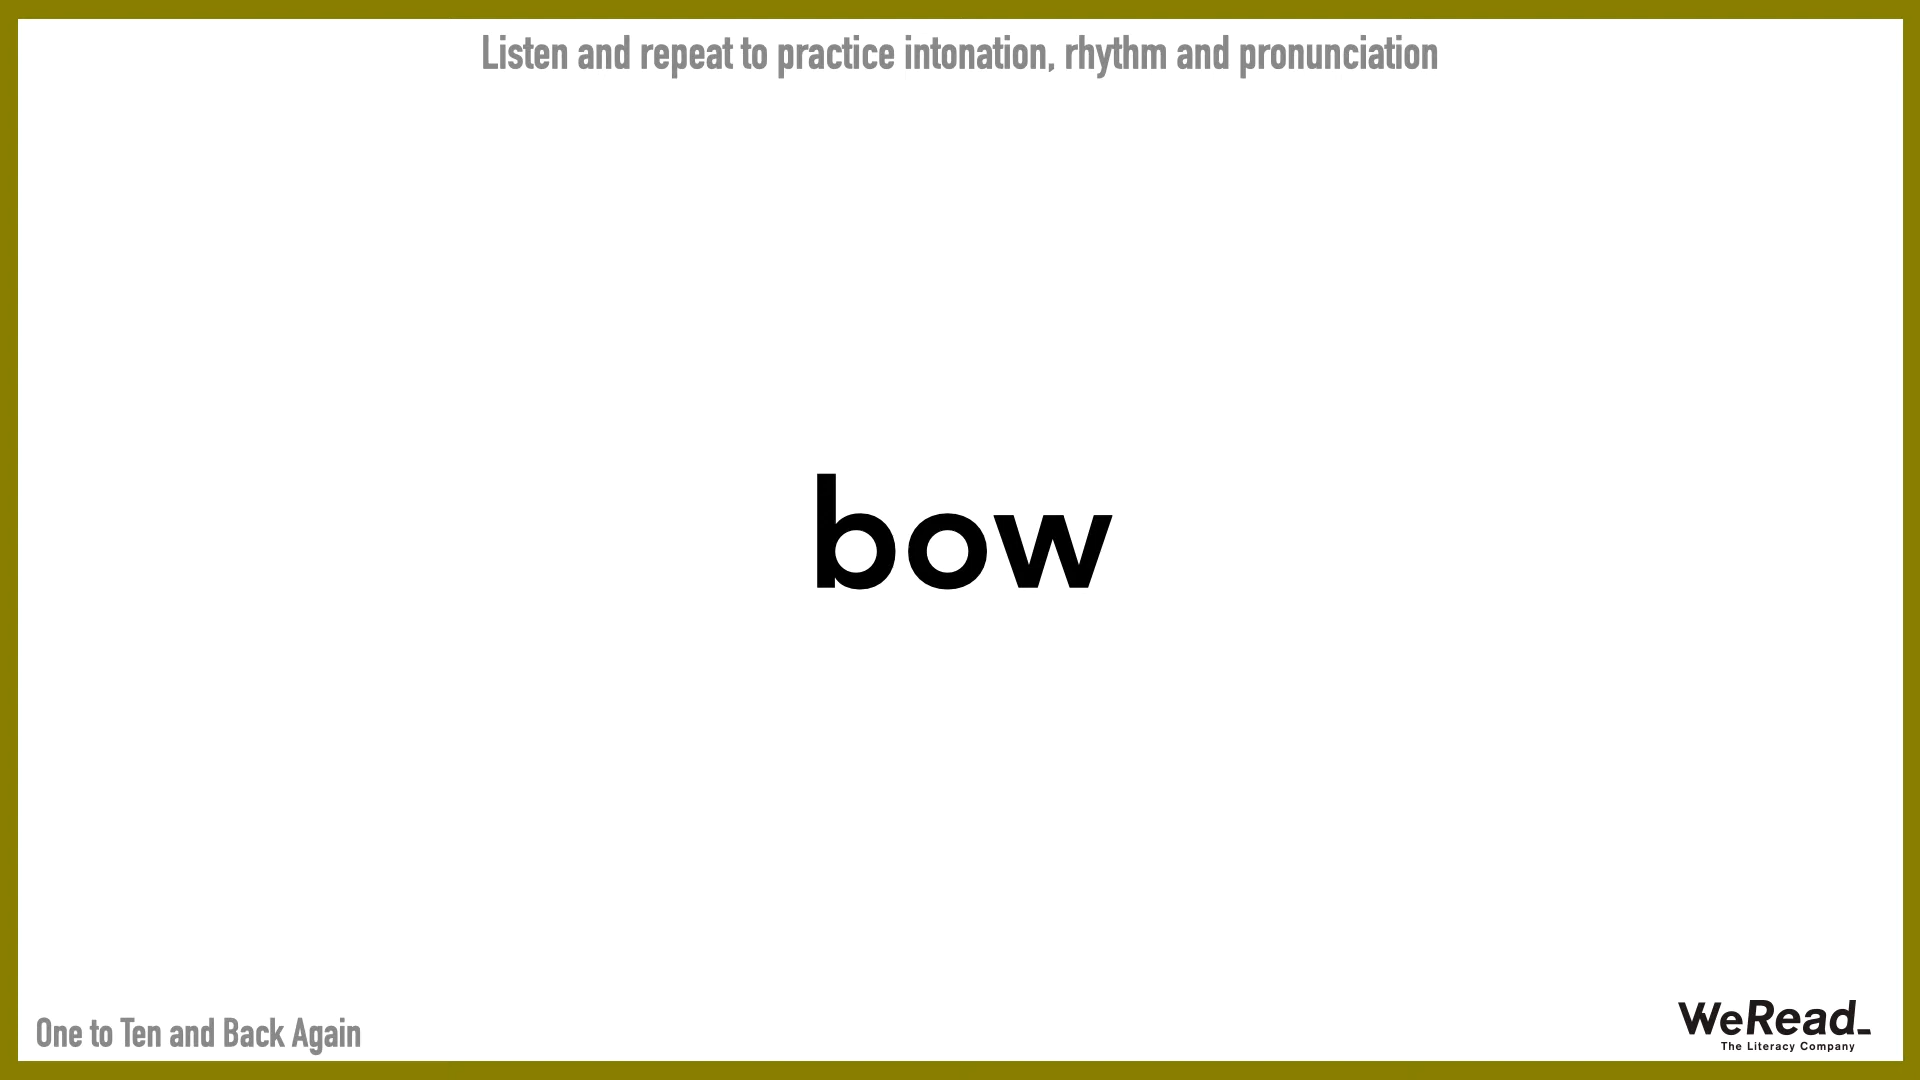 Listen and repeat to practice intonation, rhythm and pronunciation
bow
One to Ten and Back Again
WeRead_
The Literacy Company